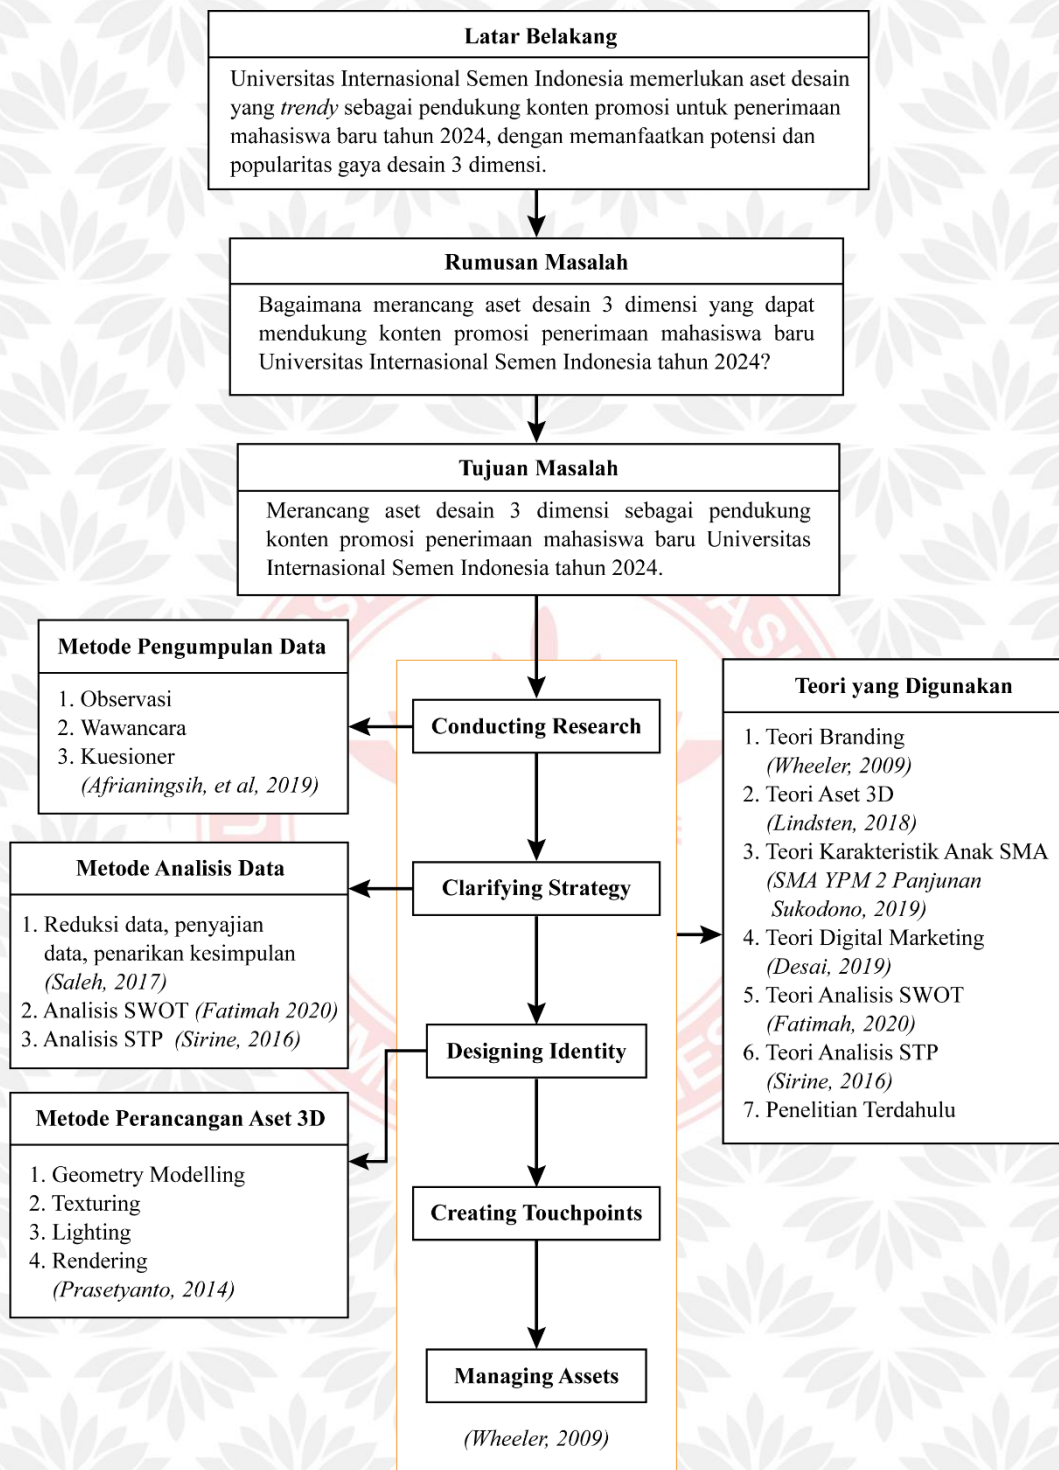 Latar Belakang
Universitas Internasional Semen Indonesia memerlukan aset desain
yang trendy sebagai pendukung konten promosi untuk penerimaan
mahasiswa baru tahun 2024, dengan memanfaatkan potensi dan
popularitas gaya desain 3 dimensi.
Rumusan Masalah
Bagaimana merancang aset desain 3 dimensi yang dapat
mendukung konten promosi penerimaan mahasiswa baru
Universitas Internasional Semen Indonesia tahun 2024?
Tujuan Masalah
Merancang aset desain 3 dimensi sebagai pendukung
konten promosi penerimaan mahasiswa baru Universitas
Internasional Semen Indonesia tahun 2024.
Metode Pengumpulan Data
1. Observasi
2. Wawancara
3. Kuesioner
(Afrianingsih, et al, 2019)
Conducting Research
Metode Analisis Data
1. Reduksi data, penyajian
data, penarikan kesimpulan
(Saleh, 2017)
2. Analisis SWOT (Fatimah 2020)
3. Analisis STP (Sirine, 2016)
Clarifying Strategy
Teori yang Digunakan
1. Teori Branding
(Wheeler, 2009)
2. Teori Aset 3D
(Lindsten, 2018)
3. Teori Karakteristik Anak SMA
(SMA YPM 2 Panjunan
Sukodono, 2019)
4. Teori Digital Marketing
(Desai, 2019)
5. Teori Analisis SWOT
(Fatimah, 2020)
6. Teori Analisis STP
(Sirine, 2016)
7. Penelitian Terdahulu
Designing Identity
Metode Perancangan Aset 3D
1. Geometry Modelling
2. Texturing
3. Lighting
4. Rendering
(Prasetyanto, 2014)
Creating Touchpoints
Managing Assets
(Wheeler, 2009)